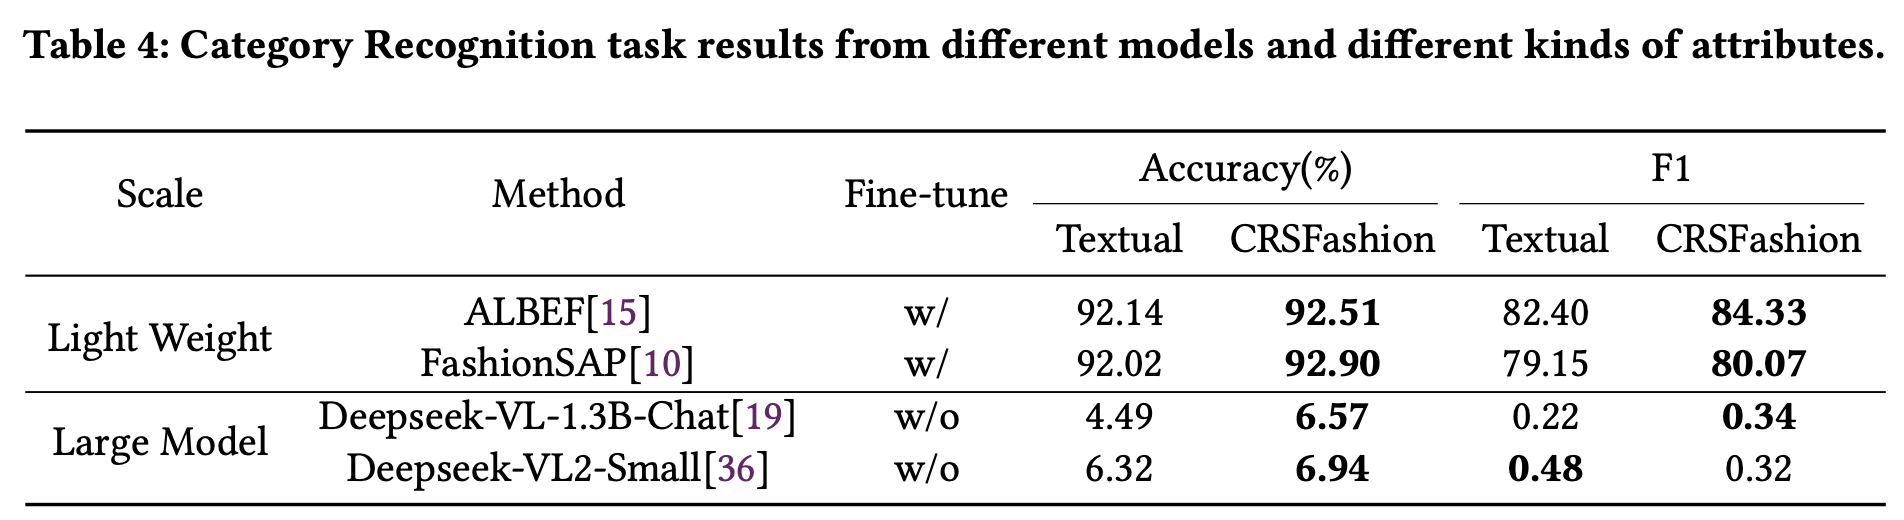 Table 4: Category Recognition task results from different models and different kinds of attributes.
Scale Method Fine-tune Accuracy(%) F1
Textual CRSFashion Textual CRSFashion
Light Weight ALBEF[15] w/ 92.14 92.51 82.40 84.33
FashionSAP[10] w/ 92.02 92.90 79.15 80.07
Large Model Deepseek-VL-1.3B-Chat[19] w/o 4.49 6.57 0.22 0.34
Deepseek-VL2-Small[36] w/o 6.32 6.94 0.48 0.32